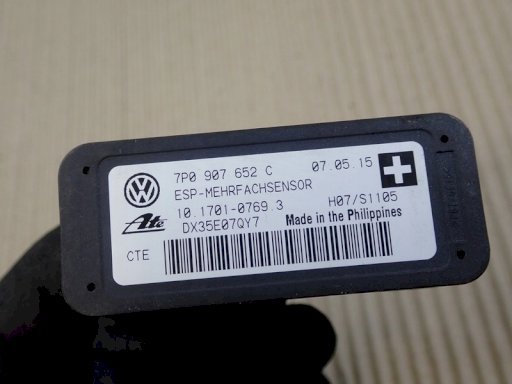 7P0 907 652 C 07.05.15
ESP-MEHRFACHSENSOR
10.1701-0769.3 H07/S1105
Ate DX35E07QY7 Made in the Philippines
CTE